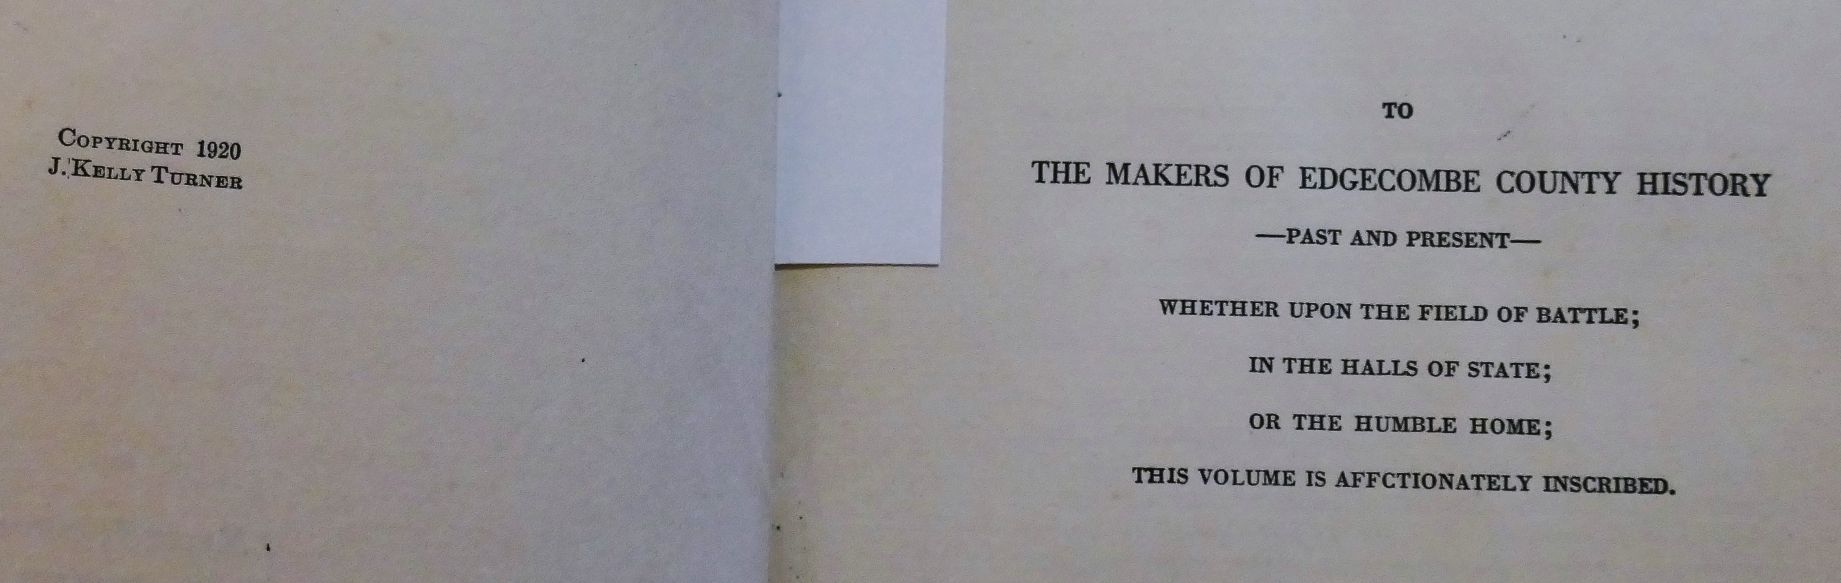 Copyright 1920
J. Kelly Turner
TO
THE MAKERS OF EDGECOMBE COUNTY HISTORY
—PAST AND PRESENT—
WHETHER UPON THE FIELD OF BATTLE;
IN THE HALLS OF STATE;
OR THE HUMBLE HOME;
THIS VOLUME IS AFFCTIONATELY INSCRIBED.